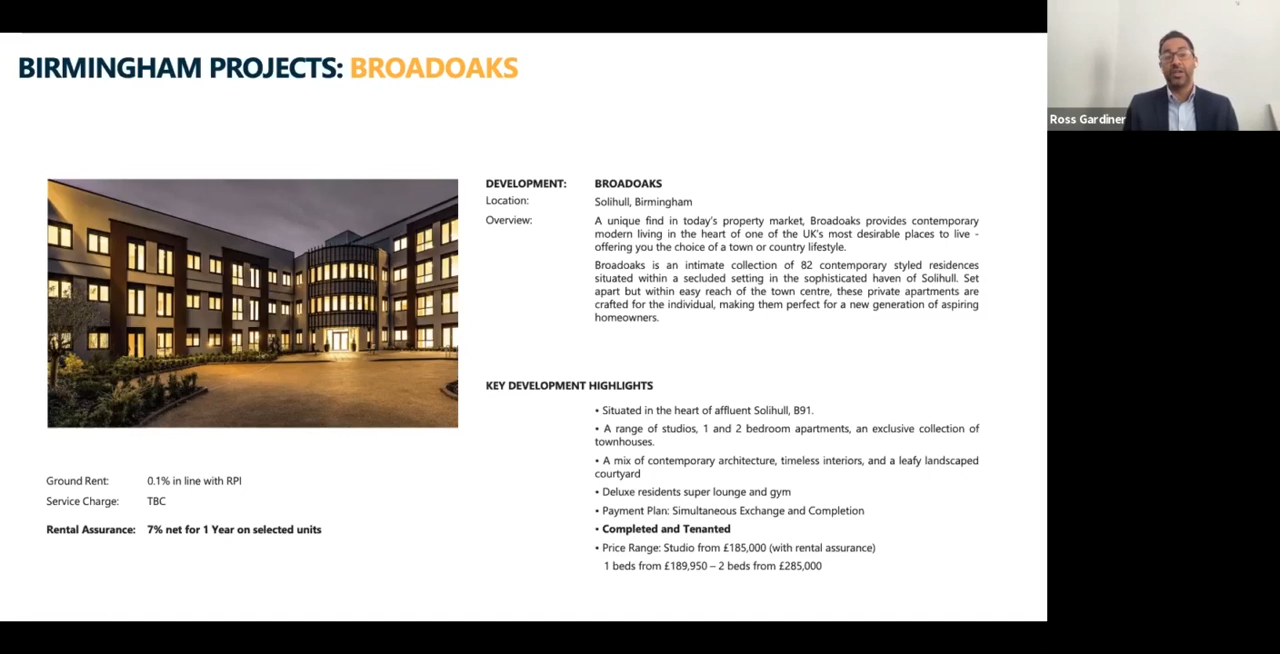 BIRMINGHAM PROJECTS: BROADOAKS
Ross Gardiner
DEVELOPMENT: BROADOAKS
Location: Solihull, Birmingham
Overview: A unique find in today's property market, Broadoaks provides contemporary
modern living in the heart of one of the UK's most desirable places to live -
offering you the choice of a town or country lifestyle.
Broadoaks is an intimate collection of 82 contemporary styled residences
situated within a secluded setting in the sophisticated haven of Solihull. Set
apart but within easy reach of the town centre, these private apartments are
crafted for the individual, making them perfect for a new generation of aspiring
homeowners.
KEY DEVELOPMENT HIGHLIGHTS
• Situated in the heart of affluent Solihull, B91.
• A range of studios, 1 and 2 bedroom apartments, an exclusive collection of
townhouses.
• A mix of contemporary architecture, timeless interiors, and a leafy landscaped
courtyard
• Deluxe residents super lounge and gym
• Payment Plan: Simultaneous Exchange and Completion
• Completed and Tenanted
• Price Range: Studio from £185,000 (with rental assurance)
1 beds from £189,950 – 2 beds from £285,000
Ground Rent: 0.1% in line with RPI
Service Charge: TBC
Rental Assurance: 7% net for 1 Year on selected units